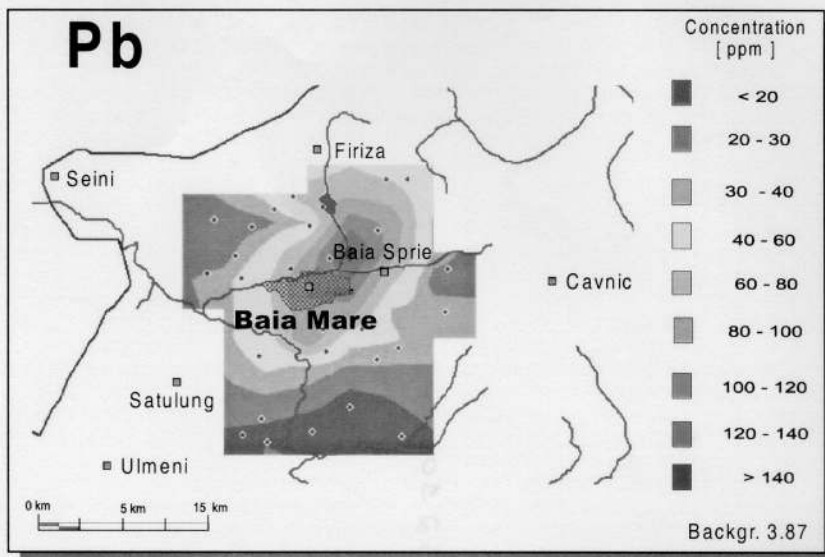 Pb
Concentration
[ ppm ]
< 20
20 - 30
30 - 40
40 - 60
60 - 80
80 - 100
100 - 120
120 - 140
> 140
Firiza
Seini
Baia Sprie
Cavnic
Baia Mare
Satulung
Ulmeni
0 km
5 km
15 km
Backgr. 3.87